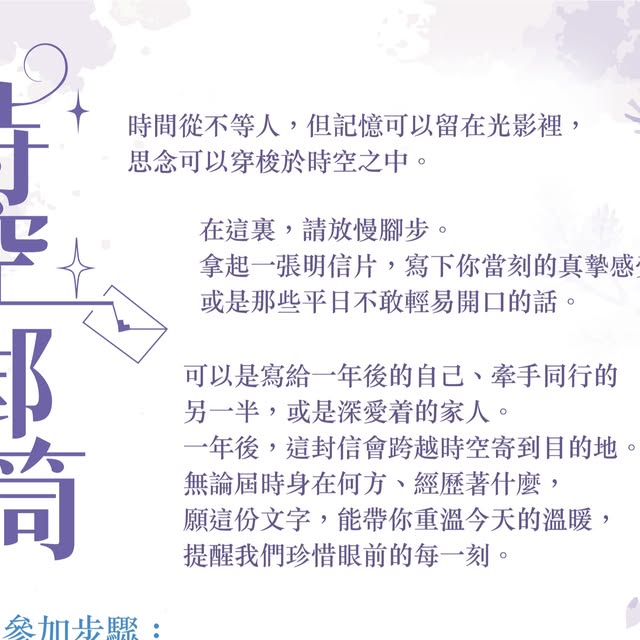 時空郵筒
時間從不等人，但記憶可以留在光影裡，
思念可以穿梭於時空之中。
在這裏，請放慢腳步。
拿起一張明信片，寫下你當刻的真摯感
或是那些平日不敢輕易開口的話。
可以是寫給一年後的自己、牽手同行的
另一半，或是深愛着的家人。
一年後，這封信會跨越時空寄到目的地。
無論屆時身在何方、經歷著什麼，
願這份文字，能帶你重溫今天的溫暖，
提醒我們珍惜眼前的每一刻。
參加步驟：